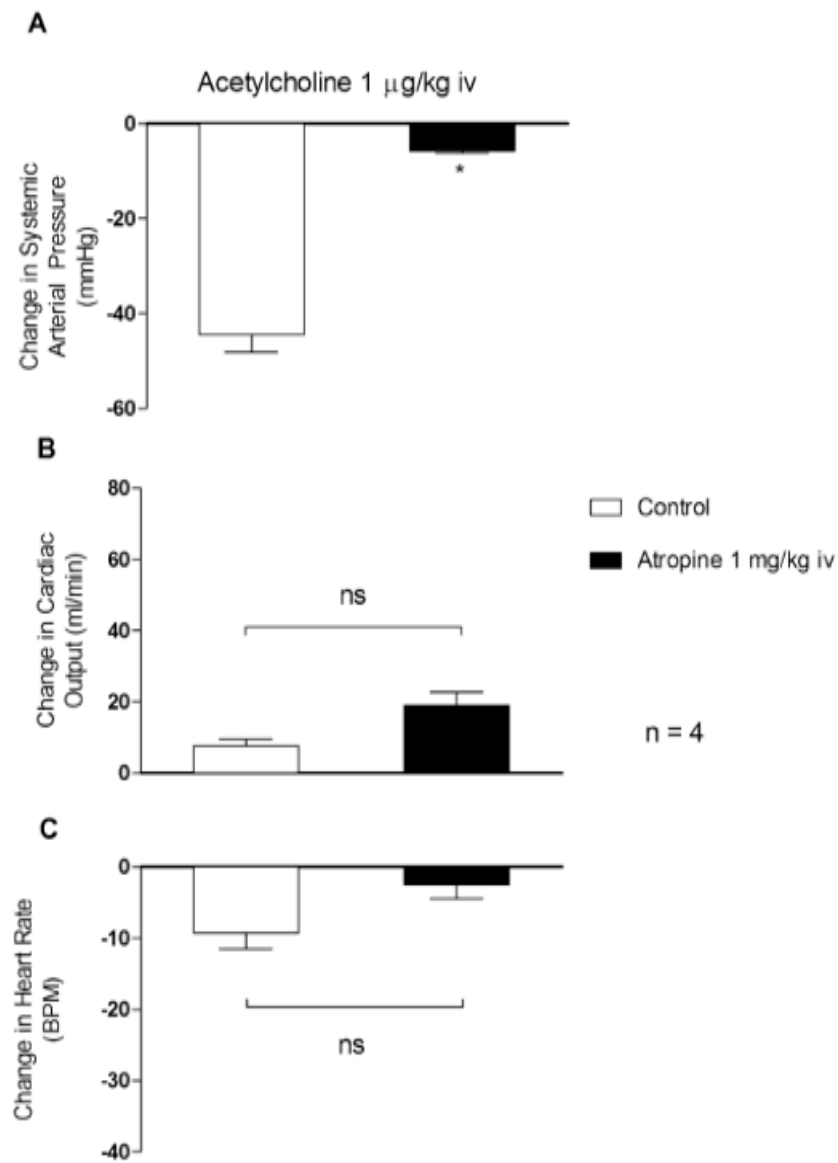 A
Acetylcholine 1 μg/kg iv
Change in Systemic
Arterial Pressure
(mmHg)
0
-20
-40
-60
*
B
Change in Cardiac
Output (ml/min)
80
60
40
20
0
ns
Control
Atropine 1 mg/kg iv
n = 4
C
Change in Heart Rate
(BPM)
0
-10
-20
-30
-40
ns